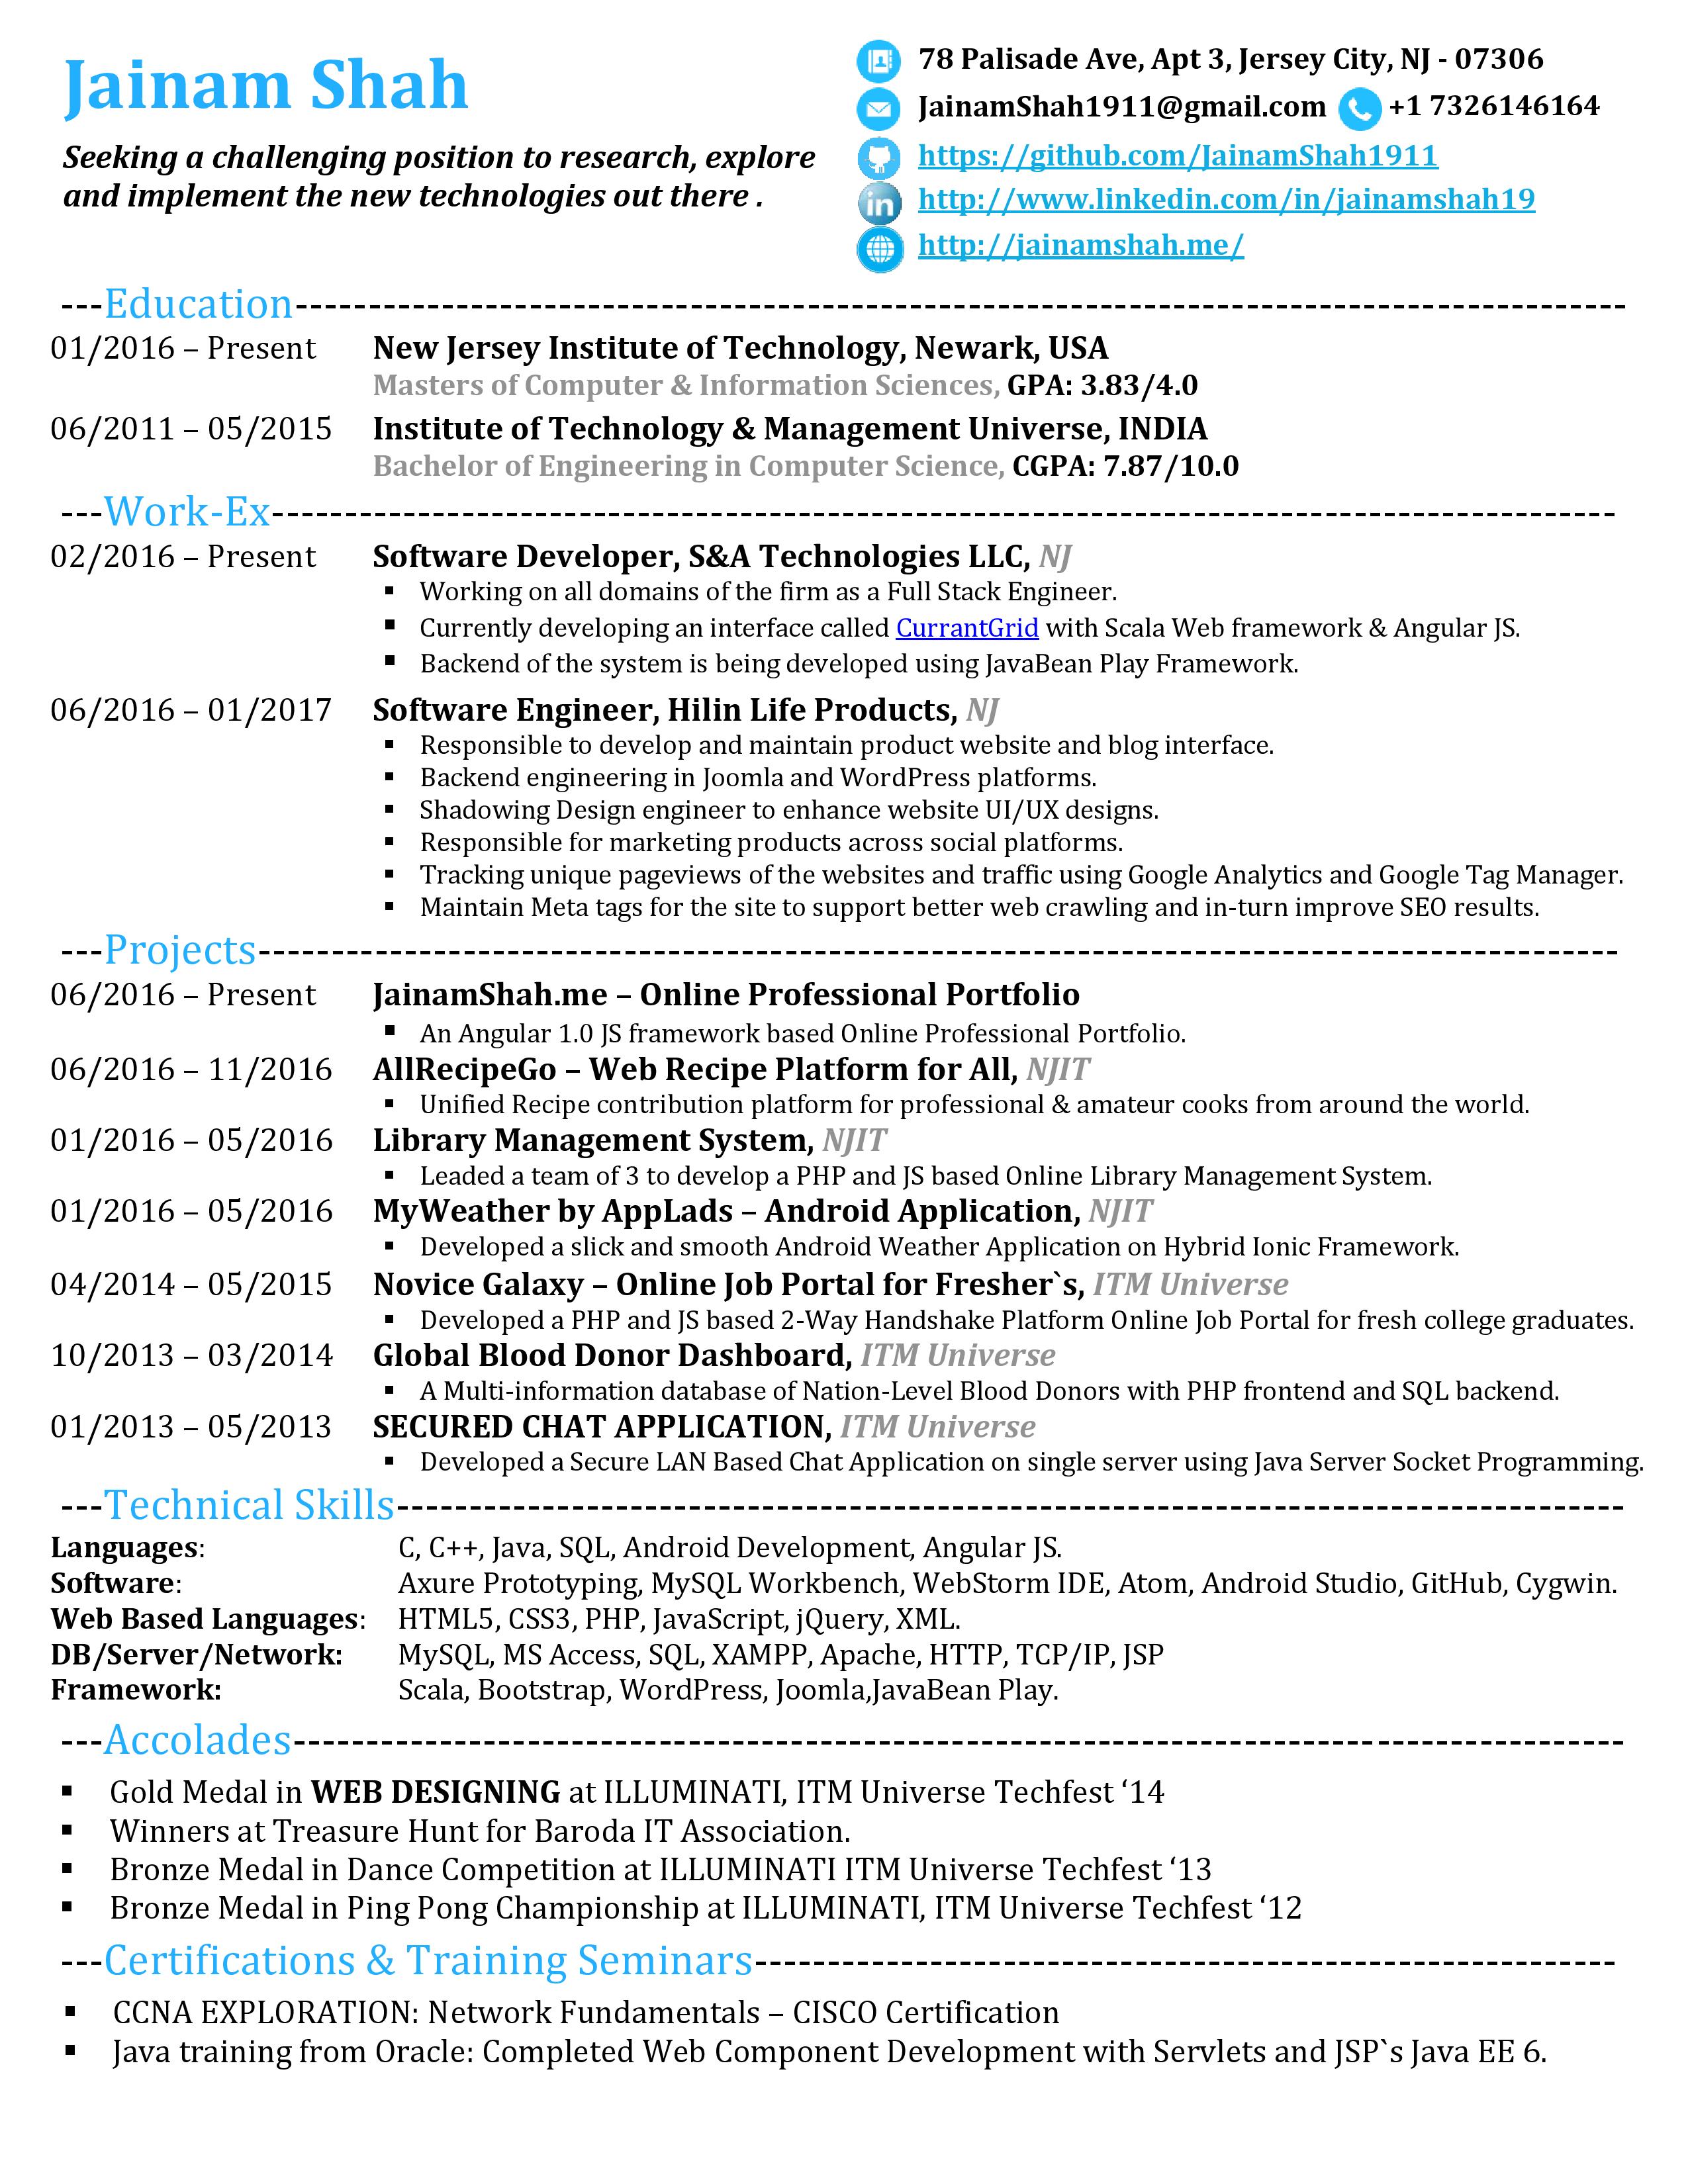 Jainam Shah
Seeking a challenging position to research, explore
and implement the new technologies out there .
78 Palisade Ave, Apt 3, Jersey City, NJ - 07306
JainamShah1911@gmail.com +1 7326146164
https://github.com/JainamShah1911
in http://www.linkedin.com/in/jainamshah19
http://jainamshah.me/
---Education---
01/2016 – Present New Jersey Institute of Technology, Newark, USA
Masters of Computer & Information Sciences, GPA: 3.83/4.0
06/2011 – 05/2015 Institute of Technology & Management Universe, INDIA
Bachelor of Engineering in Computer Science, CGPA: 7.87/10.0
---Work-Ex---
02/2016 – Present Software Developer, S&A Technologies LLC, NJ
▪ Working on all domains of the firm as a Full Stack Engineer.
▪ Currently developing an interface called CurrantGrid with Scala Web framework & Angular JS.
▪ Backend of the system is being developed using JavaBean Play Framework.
06/2016 – 01/2017 Software Engineer, Hilin Life Products, NJ
▪ Responsible to develop and maintain product website and blog interface.
▪ Backend engineering in Joomla and WordPress platforms.
▪ Shadowing Design engineer to enhance website UI/UX designs.
▪ Responsible for marketing products across social platforms.
▪ Tracking unique pageviews of the websites and traffic using Google Analytics and Google Tag Manager.
▪ Maintain Meta tags for the site to support better web crawling and in-turn improve SEO results.
---Projects---
06/2016 – Present JainamShah.me – Online Professional Portfolio
▪ An Angular 1.0 JS framework based Online Professional Portfolio.
06/2016 – 11/2016 AllRecipeGo – Web Recipe Platform for All, NJIT
▪ Unified Recipe contribution platform for professional & amateur cooks from around the world.
01/2016 – 05/2016 Library Management System, NJIT
▪ Leaded a team of 3 to develop a PHP and JS based Online Library Management System.
01/2016 – 05/2016 MyWeather by AppLads – Android Application, NJIT
▪ Developed a slick and smooth Android Weather Application on Hybrid Ionic Framework.
04/2014 – 05/2015 Novice Galaxy – Online Job Portal for Fresher`s, ITM Universe
▪ Developed a PHP and JS based 2-Way Handshake Platform Online Job Portal for fresh college graduates.
10/2013 – 03/2014 Global Blood Donor Dashboard, ITM Universe
▪ A Multi-information database of Nation-Level Blood Donors with PHP frontend and SQL backend.
01/2013 – 05/2013 SECURED CHAT APPLICATION, ITM Universe
▪ Developed a Secure LAN Based Chat Application on single server using Java Server Socket Programming.
---Technical Skills---
Languages: C, C++, Java, SQL, Android Development, Angular JS.
Software: Axure Prototyping, MySQL Workbench, WebStorm IDE, Atom, Android Studio, GitHub, Cygwin.
Web Based Languages: HTML5, CSS3, PHP, JavaScript, jQuery, XML.
DB/Server/Network: MySQL, MS Access, SQL, XAMPP, Apache, HTTP, TCP/IP, JSP
Framework: Scala, Bootstrap, WordPress, Joomla,JavaBean Play.
---Accolades---
▪ Gold Medal in WEB DESIGNING at ILLUMINATI, ITM Universe Techfest ‘14
▪ Winners at Treasure Hunt for Baroda IT Association.
▪ Bronze Medal in Dance Competition at ILLUMINATI ITM Universe Techfest ‘13
▪ Bronze Medal in Ping Pong Championship at ILLUMINATI, ITM Universe Techfest ‘12
---Certifications & Training Seminars---
▪ CCNA EXPLORATION: Network Fundamentals – CISCO Certification
▪ Java training from Oracle: Completed Web Component Development with Servlets and JSP`s Java EE 6.